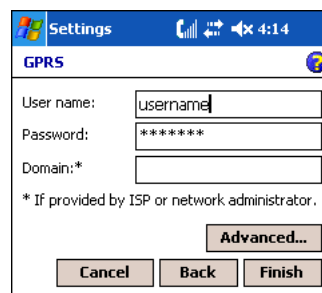 Settings 4:14
GPRS
User name: username
Password: *******
Domain:*
* If provided by ISP or network administrator.
Advanced...
Cancel Back Finish